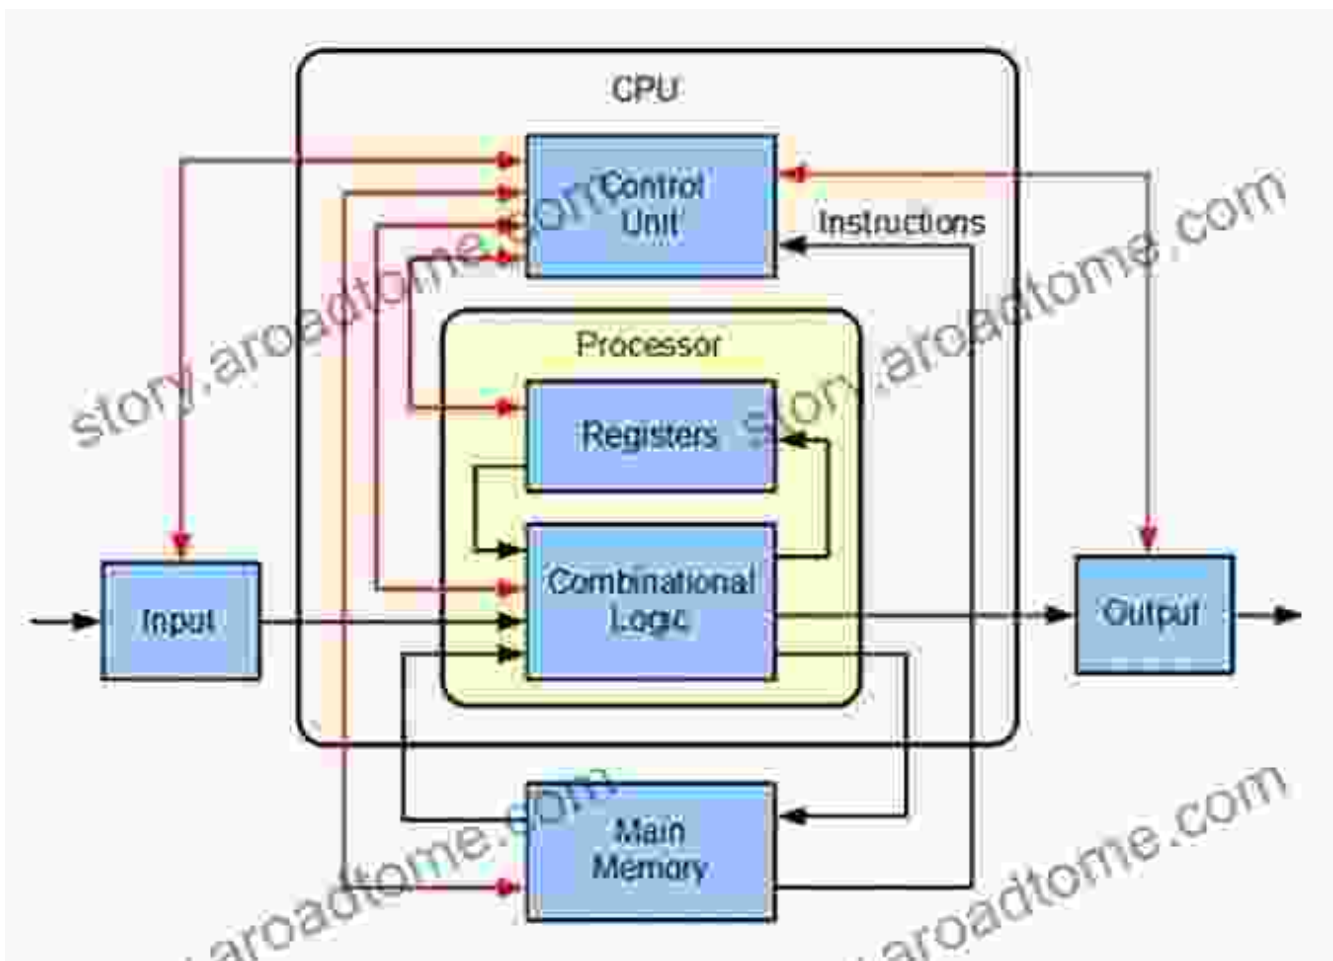 CPU
Control
Unit
Instructions
Processor
Registers
Combinational
Logic
Input
Output
Main
Memory
story.aroadtome.com
story.aroadtome.com
.aroadtome.com
.aroadtome.com